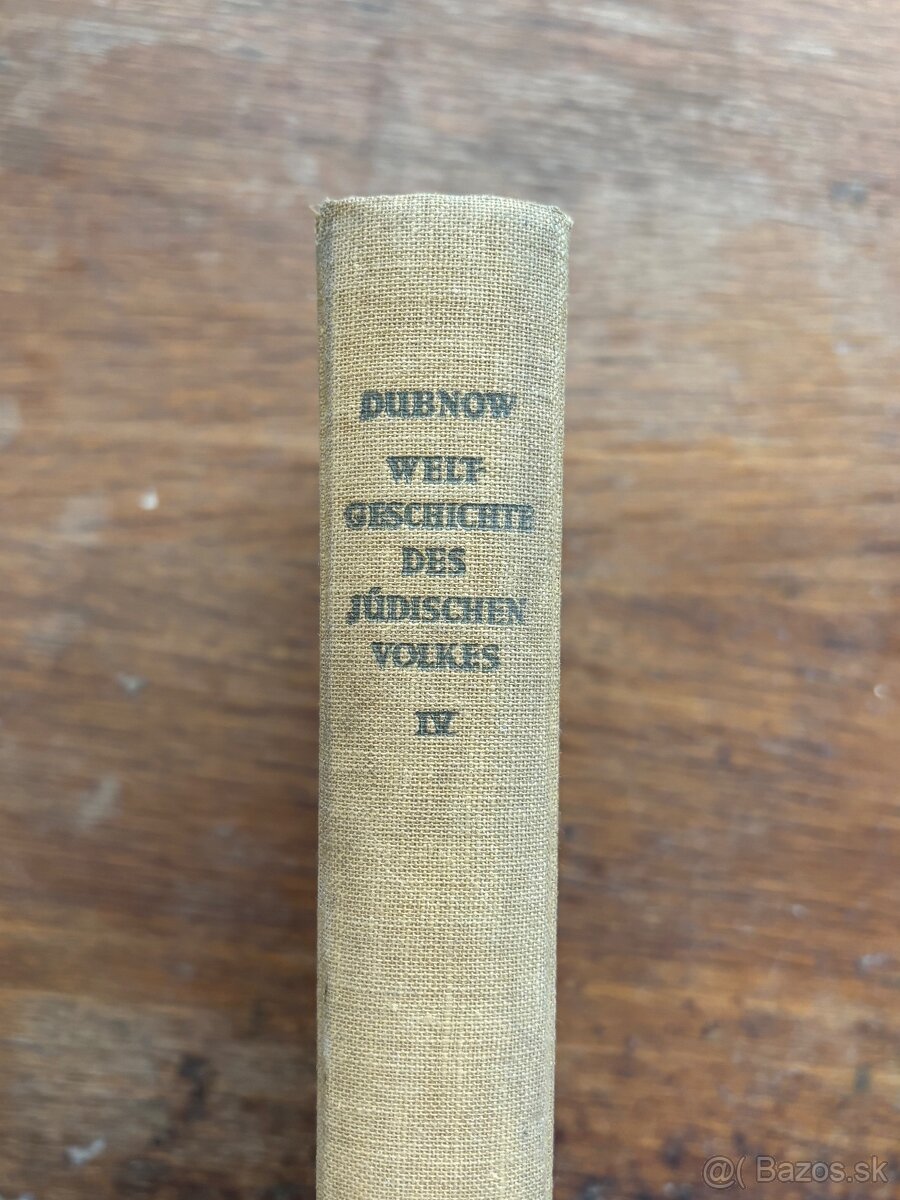 DUBNOW
WELT-
GESCHICHTE
DES
JÜDISCHEN
VOLKES
IV
@( Bazos.sk